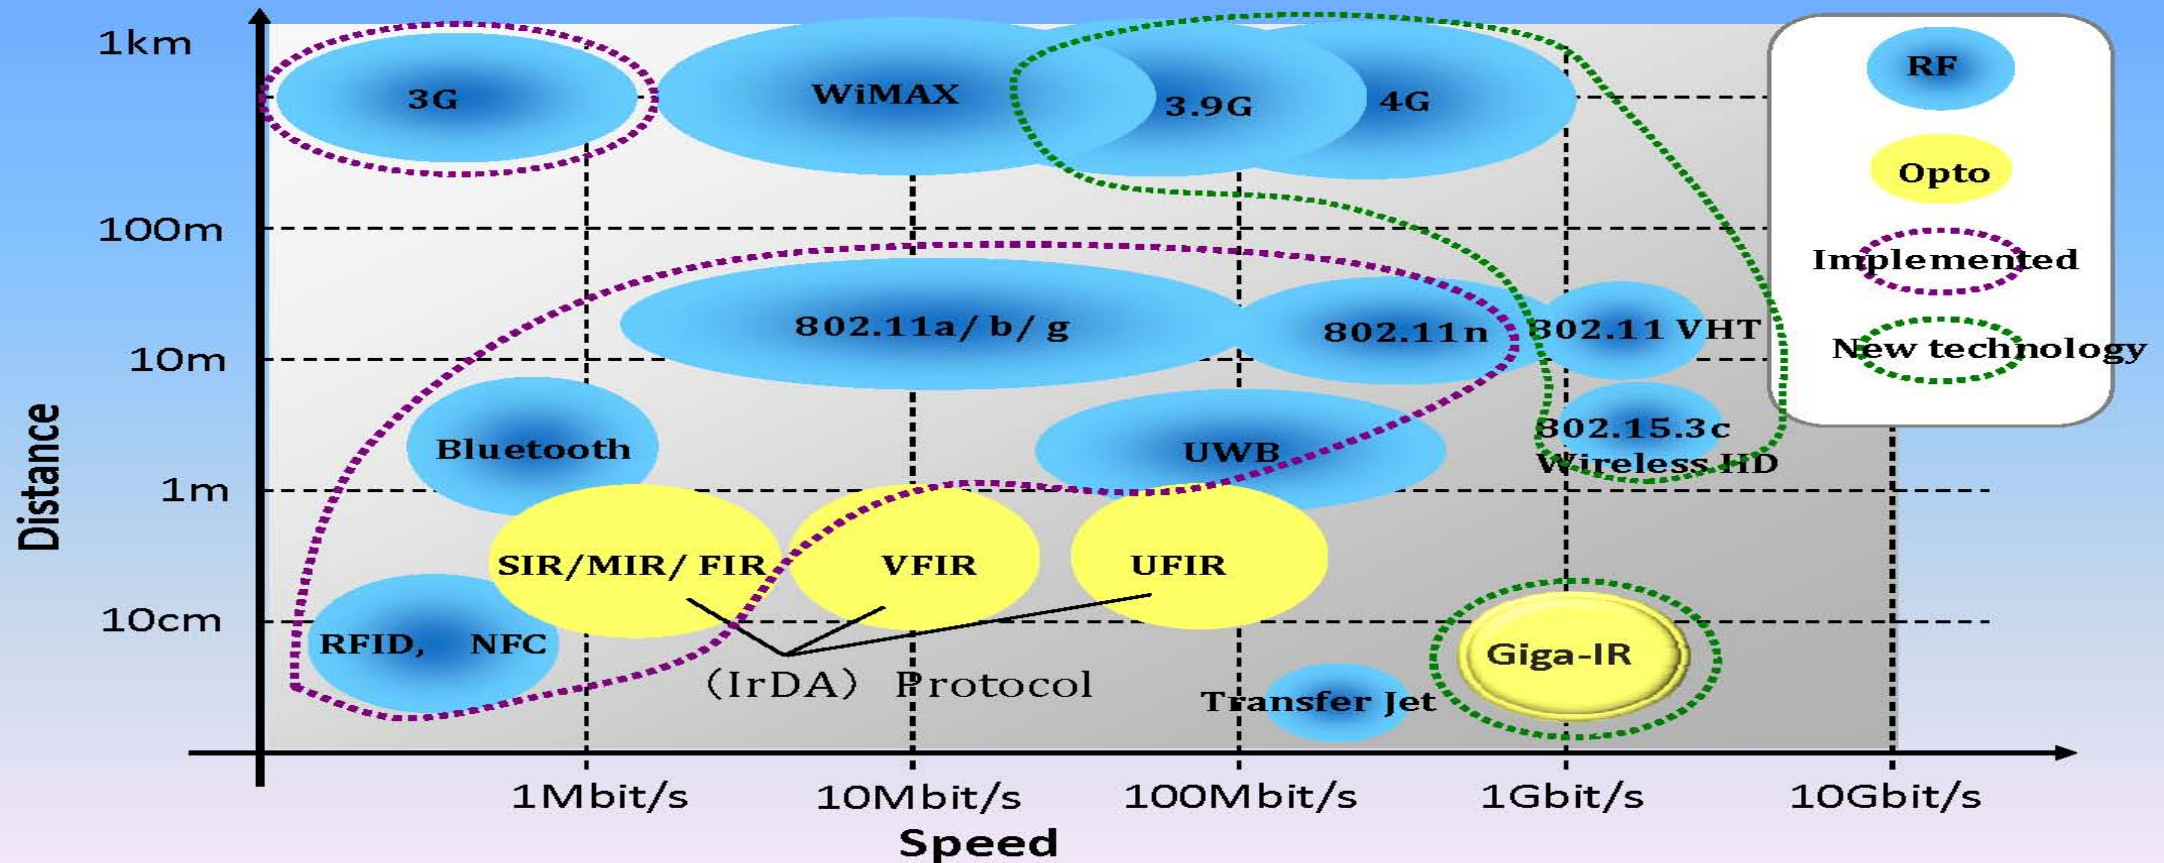 1km
100m
10m
1m
10cm
Distance
3G
WiMAX
3.9G
4G
802.11a/ b/ g
802.11n
802.11 VHT
Bluetooth
UWB
802.15.3c
Wireless HD
SIR/MIR/ FIR
VFIR
UFIR
RFID, NFC
(IrDA) Protocol
Transfer Jet
Giga-IR
1Mbit/s
10Mbit/s
100Mbit/s
1Gbit/s
10Gbit/s
Speed
RF
Opto
Implemented
New technology